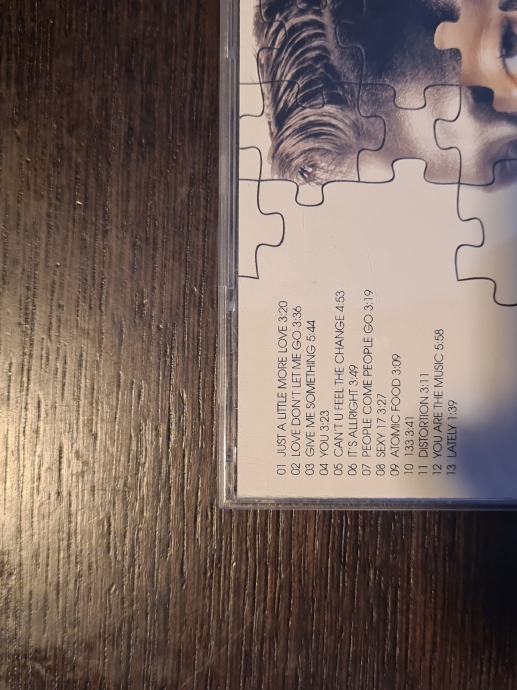 01 JUST A LITTLE MORE LOVE 3:20
02 LOVE DON'T LET ME GO 3:36
03 GIVE ME SOMETHING 5:44
04 YOU 3:23
05 CAN'T U FEEL THE CHANGE 4:53
06 IT'S ALLRIGHT 3:49
07 PEOPLE COME PEOPLE GO 3:19
08 SEXY 17 3:27
09 ATOMIC FOOD 3:09
10 133 3:41
11 DISTORTION 3:11
12 YOU ARE THE MUSIC 5:58
13 LATELY 1:39